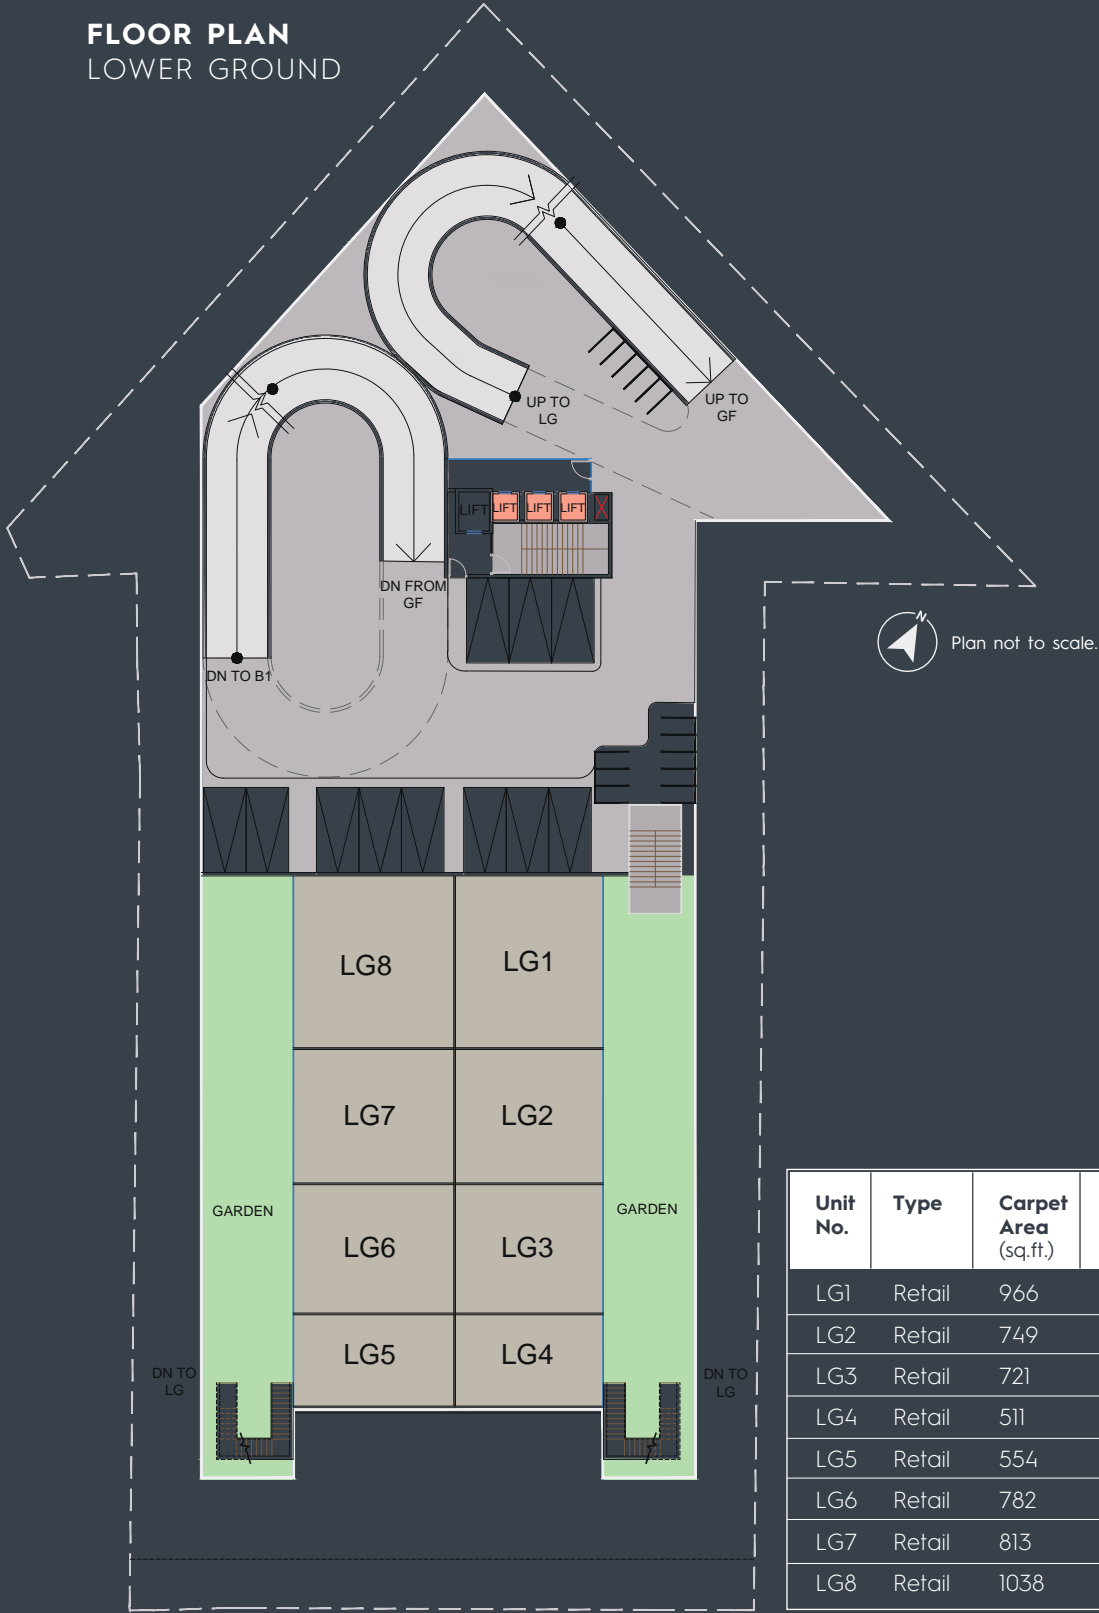 FLOOR PLAN
LOWER GROUND
UP TO
LG
UP TO
GF
LIFT
LIFT
LIFT
LIFT
DN FROM
GF
N
Plan not to scale.
DN TO B1
LG8
LG1
LG7
LG2
GARDEN
GARDEN
LG6
LG3
LG5
LG4
DN TO
LG
DN TO
LG
Unit No. Type Carpet Area (sq.ft.)
LG1 Retail 966
LG2 Retail 749
LG3 Retail 721
LG4 Retail 511
LG5 Retail 554
LG6 Retail 782
LG7 Retail 813
LG8 Retail 1038